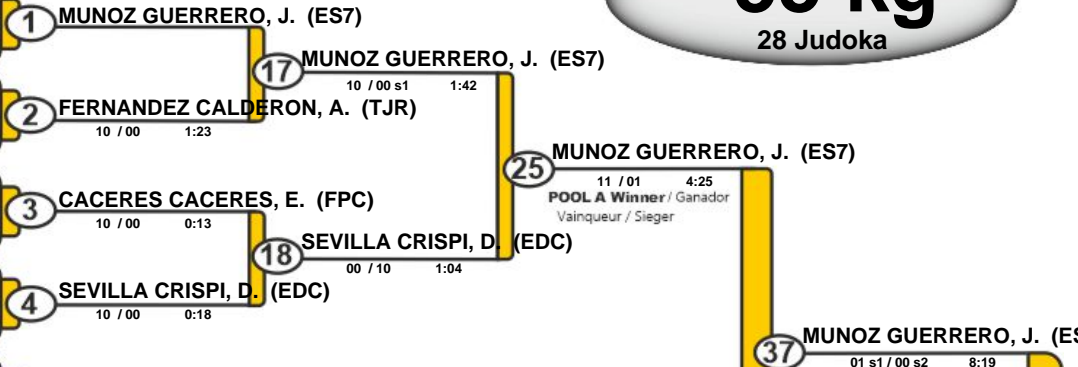 1 MUNOZ GUERRERO, J. (ES7)
kg
28 Judoka
17 MUNOZ GUERRERO, J. (ES7)
10 / 00 s1 1:42
2 FERNANDEZ CALDERON, A. (TJR)
10 / 00 1:23
25 MUNOZ GUERRERO, J. (ES7)
11 / 01 4:25
POOL A Winner / Ganador
Vainqueur / Sieger
3 CACERES CACERES, E. (FPC)
10 / 00 0:13
18 SEVILLA CRISPI, D. (EDC)
00 / 10 1:04
4 SEVILLA CRISPI, D. (EDC)
10 / 00 0:18
37 MUNOZ GUERRERO, J. (ES
01 s1 / 00 s2 8:19